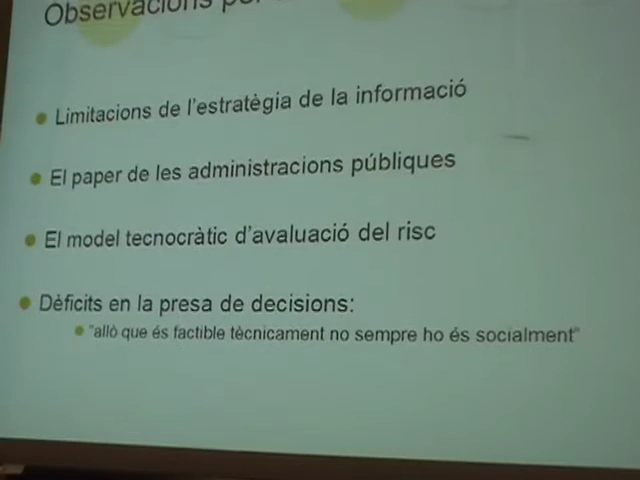 Observacions
Limitacions de l'estratègia de la informació
El paper de les administracions públiques
El model tecnocràtic d'avaluació del risc
Dèficits en la presa de decisions:
"allò que és factible tècnicament no sempre ho és socialment"